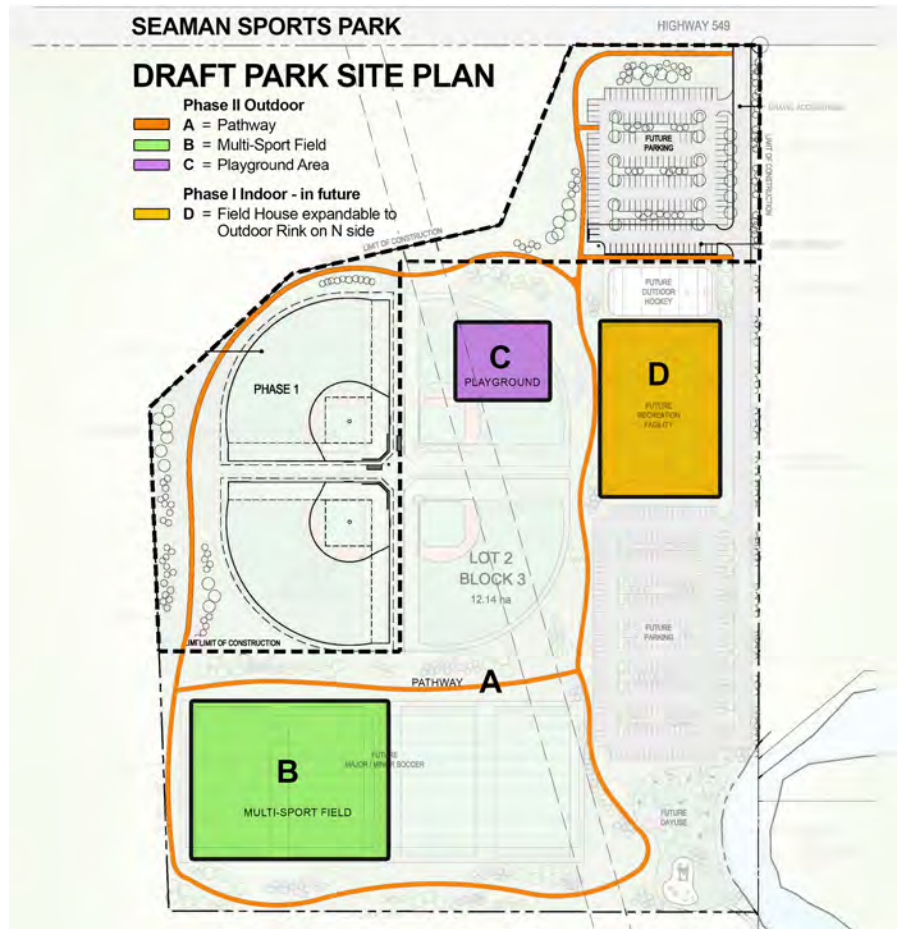 SEAMAN SPORTS PARK
HIGHWAY 549
DRAFT PARK SITE PLAN
Phase II Outdoor
A = Pathway
B = Multi-Sport Field
C = Playground Area
Phase I Indoor - in future
D = Field House expandable to
Outdoor Rink on N side
LIMIT OF CONSTRUCTION
FUTURE
PARKING
LIMIT OF CONSTRUCTION
FUTURE
OUTDOOR
HOCKEY
PHASE 1
C
PLAYGROUND
D
FUTURE
RECREATION
FACILITY
LOT 2
BLOCK 3
12.14 ha
FUTURE
PARKING
LIMIT OF CONSTRUCTION
PATHWAY A
B
MULTI-SPORT FIELD
FUTURE
MAJOR / MINOR SOCCER
FUTURE
DAYUSE